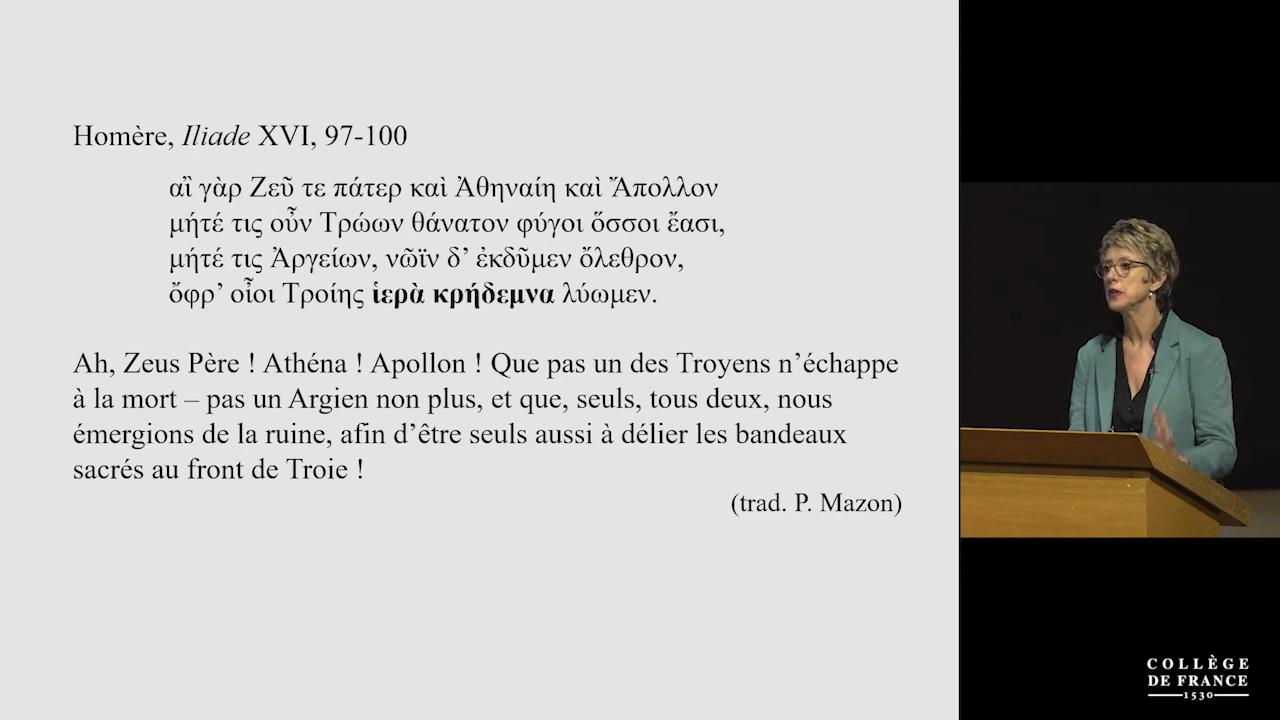 Homère, Iliade XVI, 97-100
αἲ γὰρ Ζεῦ τε πάτερ καὶ Ἀθηναίη καὶ Ἄπολλον
μήτέ τις οὖν Τρώων θάνατον φύγοι ὅσσοι ἔασι,
μήτέ τις Ἀργείων, νῶϊν δ’ ἐκδῦμεν ὄλεθρον,
ὄφρ’ οἶοι Τροίης ἱερὰ κρήδεμνα λύωμεν.
Ah, Zeus Père ! Athéna ! Apollon ! Que pas un des Troyens n’échappe
à la mort – pas un Argien non plus, et que, seuls, tous deux, nous
émergions de la ruine, afin d’être seuls aussi à délier les bandeaux
sacrés au front de Troie !
(trad. P. Mazon)
COLLÈGE
DE FRANCE
1530